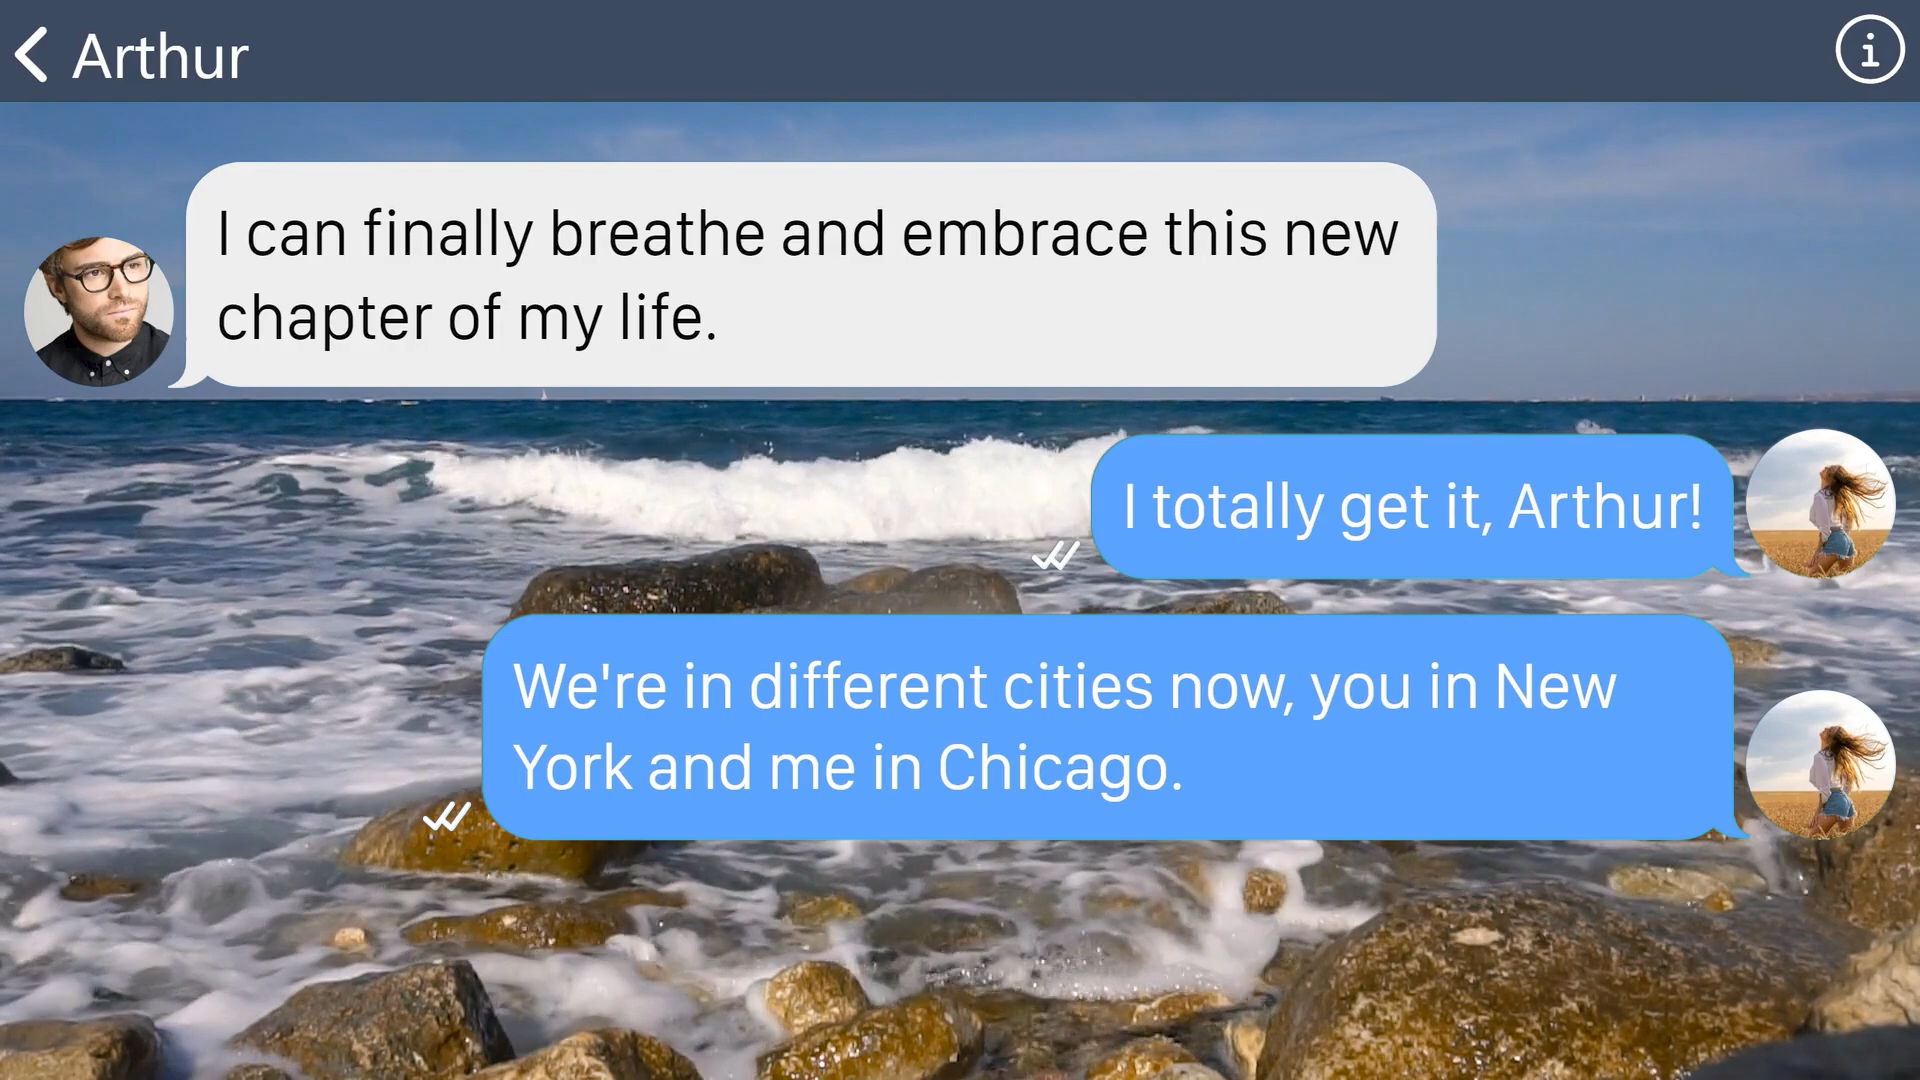 Arthur
I can finally breathe and embrace this new
chapter of my life.
I totally get it, Arthur!
We're in different cities now, you in New
York and me in Chicago.